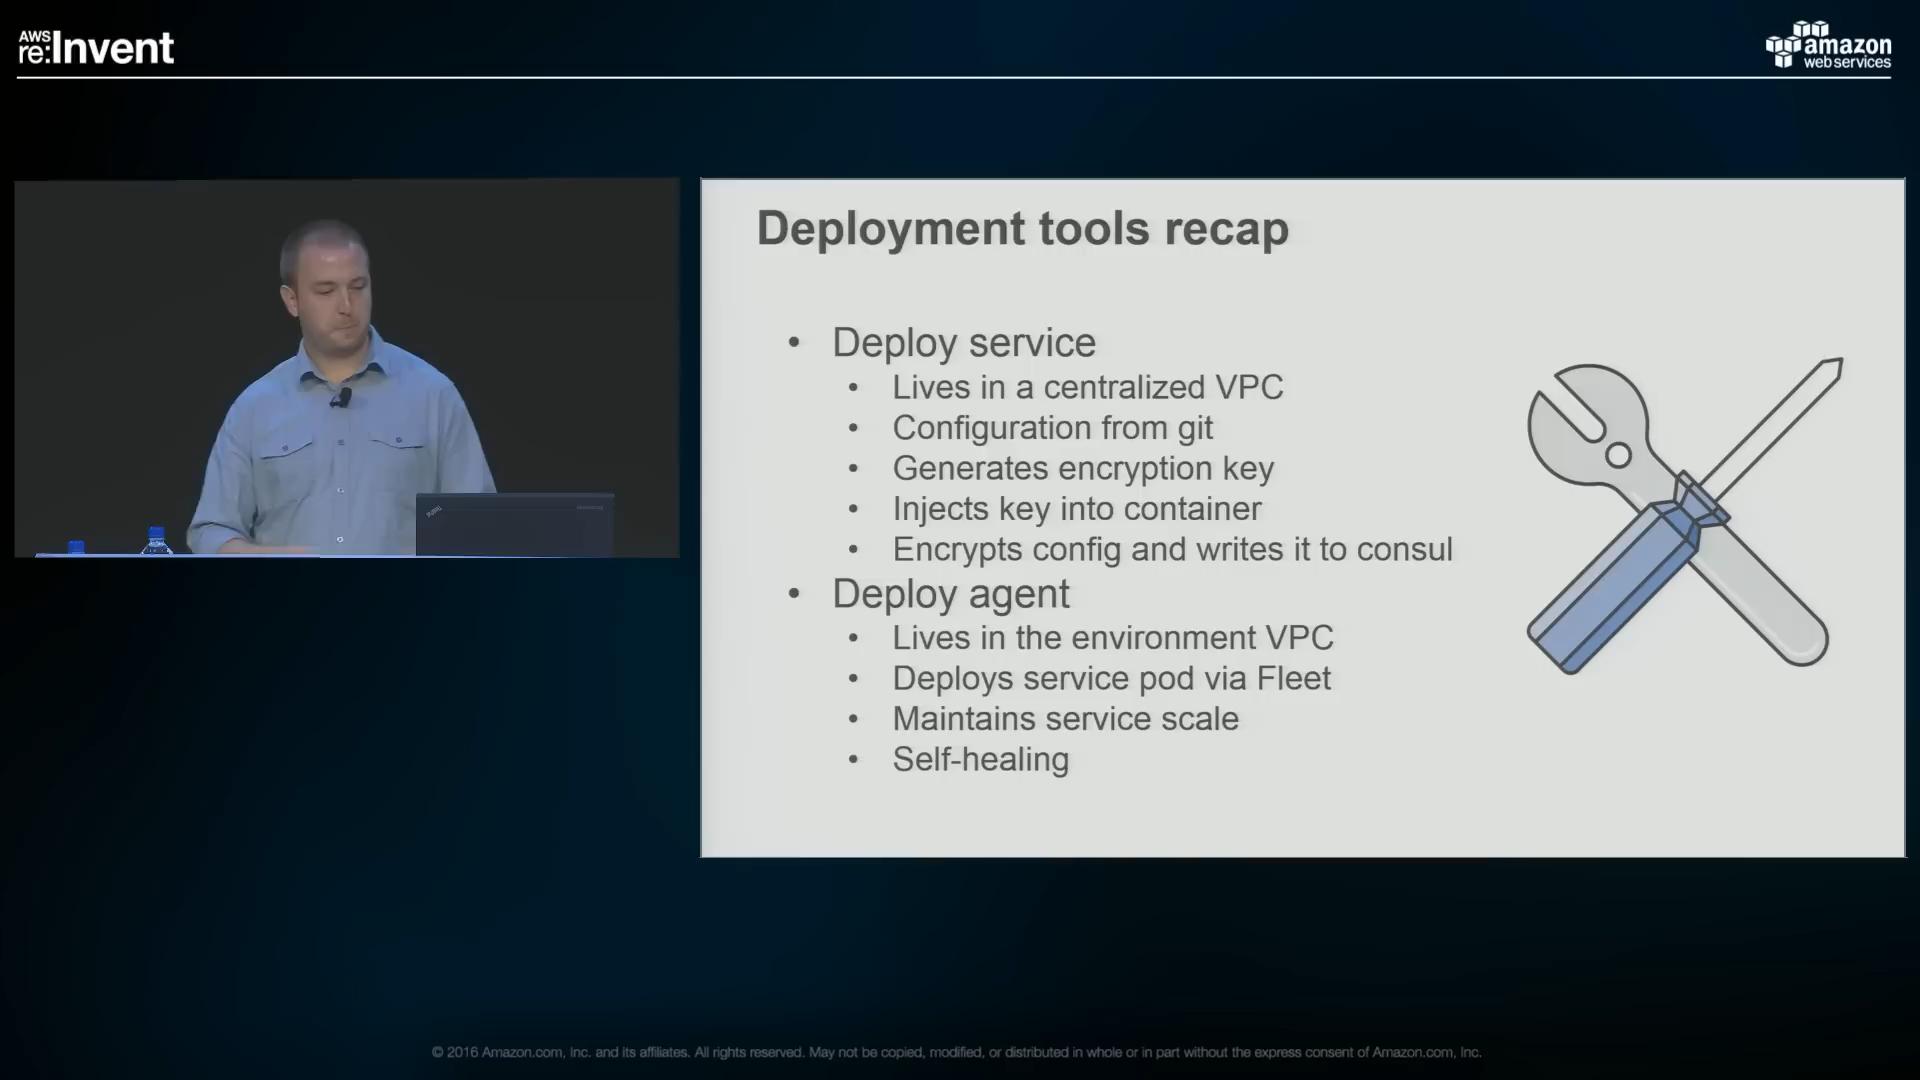 AWS
re:Invent
amazon
web services
Deployment tools recap
• Deploy service
• Lives in a centralized VPC
• Configuration from git
• Generates encryption key
• Injects key into container
• Encrypts config and writes it to consul
• Deploy agent
• Lives in the environment VPC
• Deploys service pod via Fleet
• Maintains service scale
• Self-healing
© 2016 Amazon.com, Inc. and its affiliates. All rights reserved. May not be copied, modified, or distributed in whole or in part without the express consent of Amazon.com, Inc.